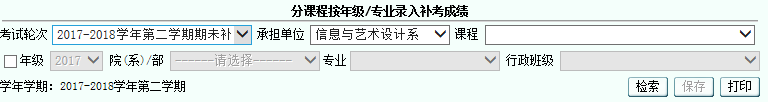 分课程按年级/专业录入补考成绩
考试轮次 2017-2018学年第二学期期末补 承担单位 信息与艺术设计系 课程
年级 2017 院(系)/部 ------请选择------ 专业 行政班级
学年学期：2017-2018学年第二学期 检索 保存 打印